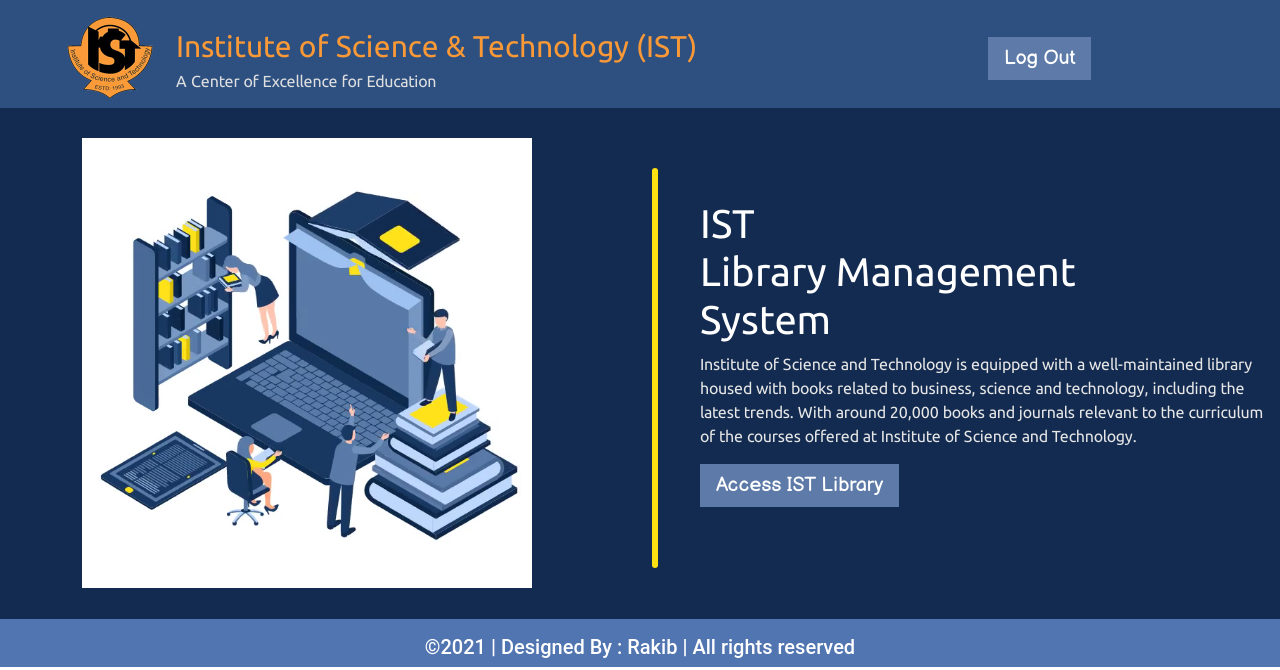 IST
Institute of Science and Technology
ESTD. 1993
Institute of Science & Technology (IST)
A Center of Excellence for Education
Log Out
IST
Library Management
System
Institute of Science and Technology is equipped with a well-maintained library
housed with books related to business, science and technology, including the
latest trends. With around 20,000 books and journals relevant to the curriculum
of the courses offered at Institute of Science and Technology.
Access IST Library
©2021 | Designed By : Rakib | All rights reserved